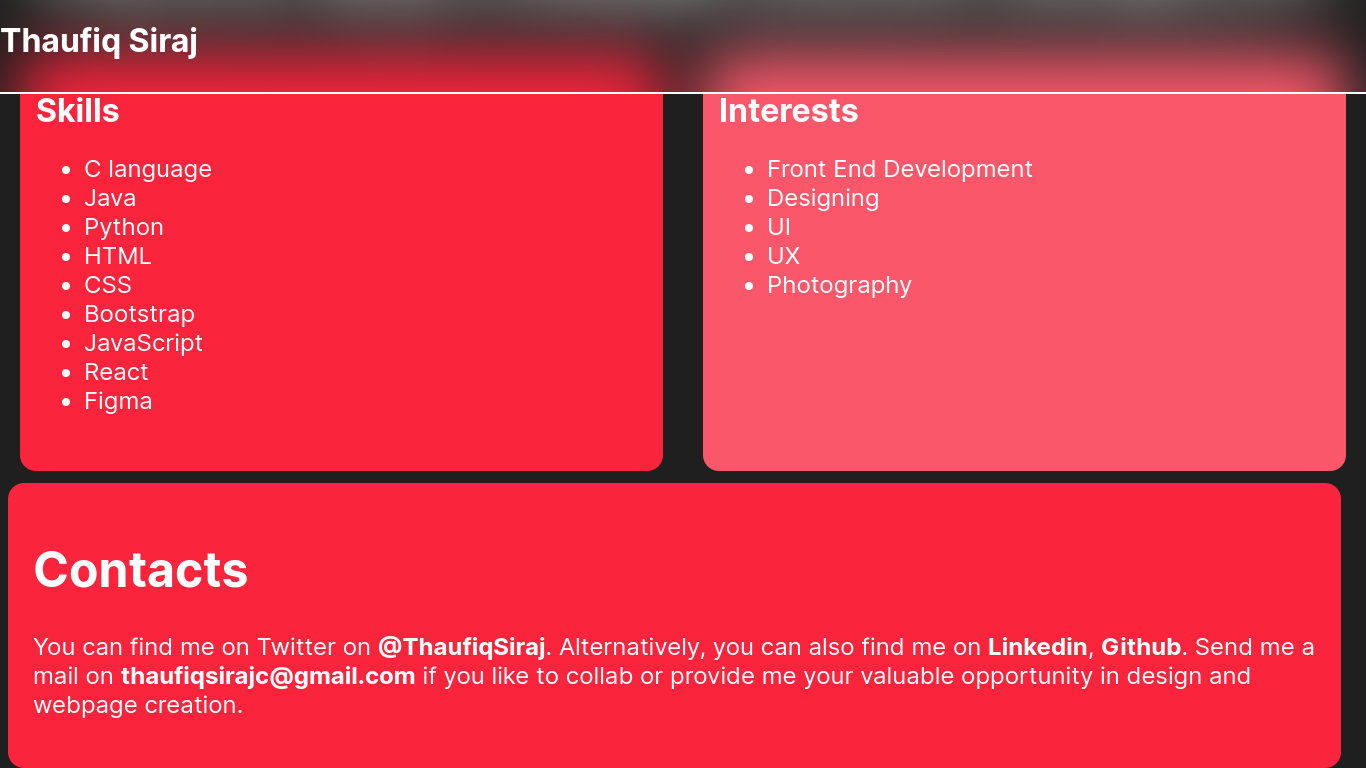 Thaufiq Siraj
Skills
C language
Java
Python
HTML
CSS
Bootstrap
JavaScript
React
Figma
Interests
Front End Development
Designing
UI
UX
Photography
Contacts
You can find me on Twitter on @ThaufiqSiraj. Alternatively, you can also find me on Linkedin, Github. Send me a
mail on thaufiqsirajc@gmail.com if you like to collab or provide me your valuable opportunity in design and
webpage creation.